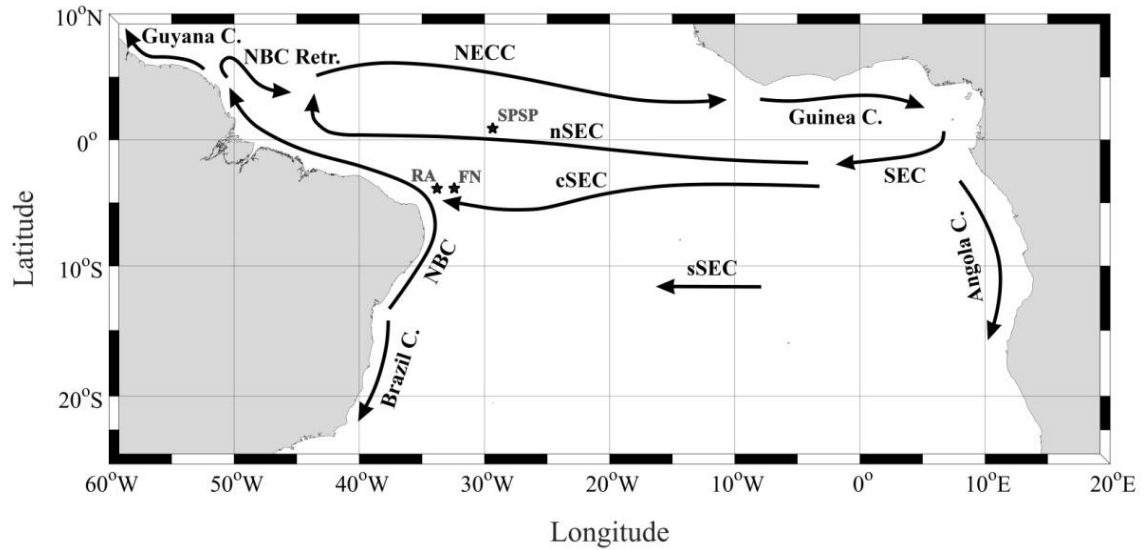 10°N
Guyana C.
NBC Retr.
NECC
SPSP
Guinea C.
0°
nSEC
RA
FN
cSEC
SEC
NBC
Angola C.
10°S
sSEC
Brazil C.
20°S
Latitude
60°W 50°W 40°W 30°W 20°W 10°W 0° 10°E 20°E
Longitude